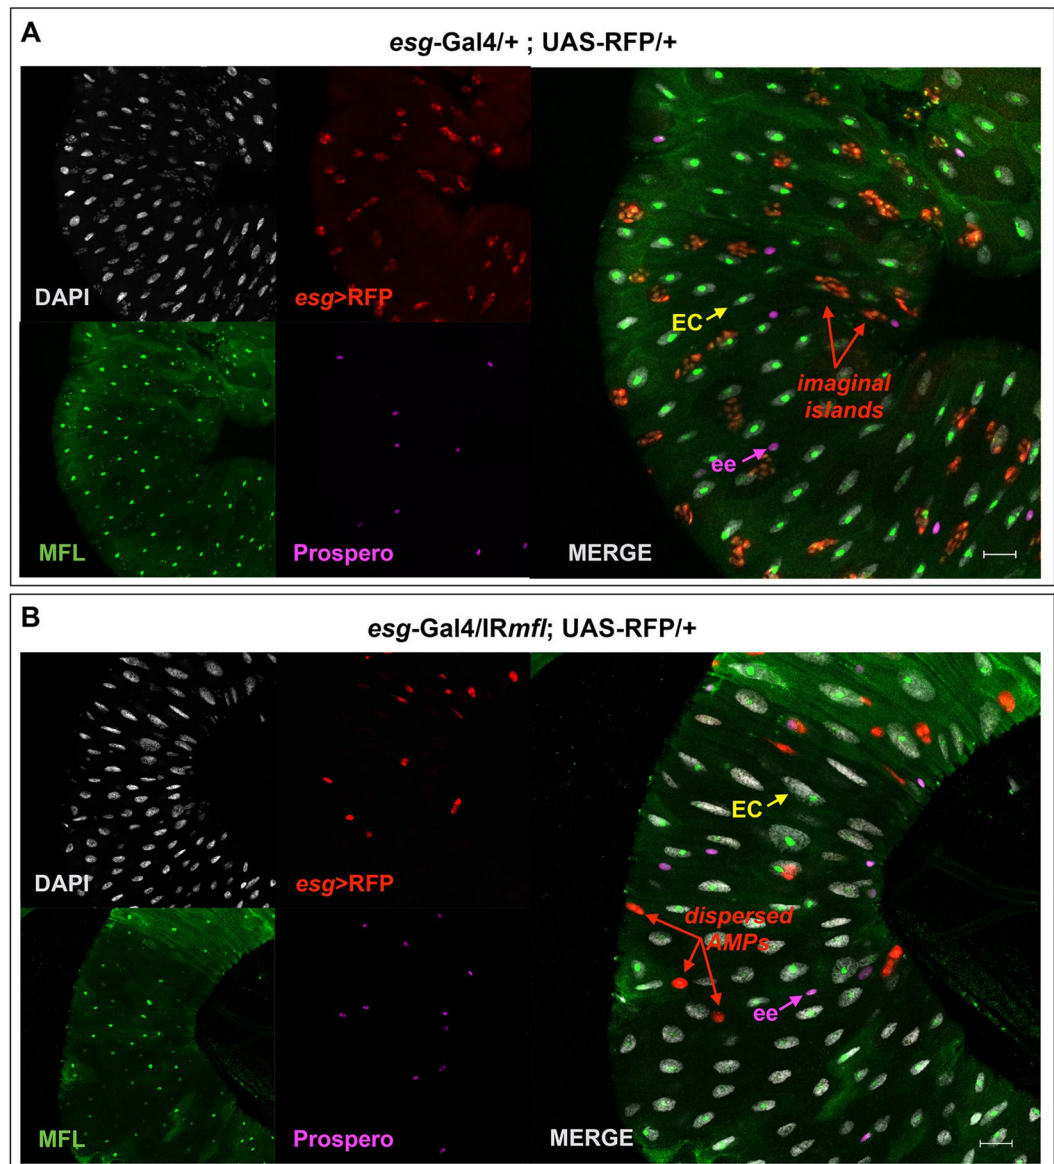 A
esg-Gal4/+ ; UAS-RFP/+
DAPI
esg>RFP
MFL
Prospero
EC
imaginal
islands
ee
MERGE
B
esg-Gal4/IRmfl; UAS-RFP/+
DAPI
esg>RFP
MFL
Prospero
EC
dispersed
AMPs
ee
MERGE